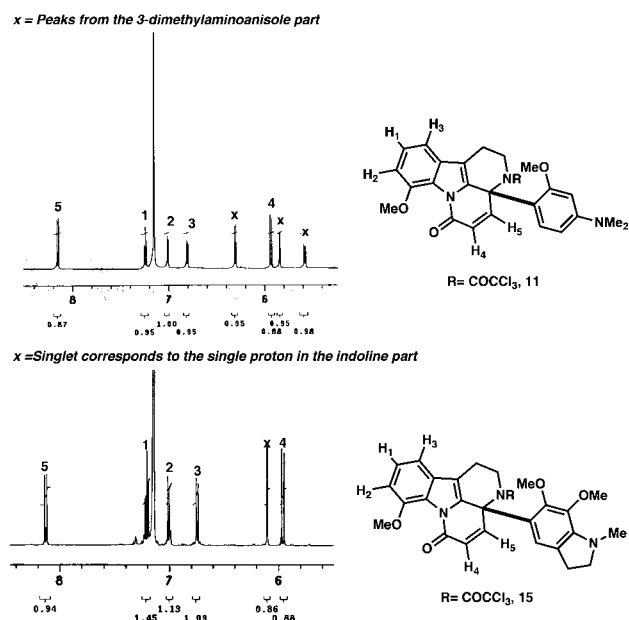 x = Peaks from the 3-dimethylaminoanisole part
5
1
2
3
x
4
x
x
8
7
6
0.87
0.95
1.00
0.95
0.95
0.88
0.95
0.98
H1
H3
H2
MeO
N
O
NR
MeO
H5
H4
NMe2
R= COCCl3, 11
x =Singlet corresponds to the single proton in the indoline part
5
1
2
3
x
4
8
7
6
0.94
1.45
1.13
1.09
0.86
0.88
H1
H3
H2
MeO
N
O
NR
MeO
OMe
N
Me
H5
H4
R= COCCl3, 15